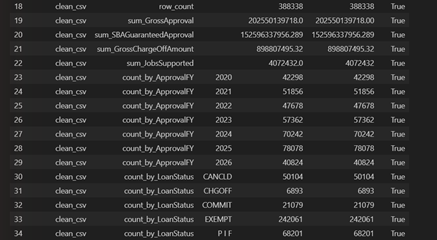 18 clean_csv row_count 388338 388338 True
19 clean_csv sum_GrossApproval 202550139718.0 202550139718.00 True
20 clean_csv sum_SBAGuaranteedApproval 152596337956.289 152596337956.289 True
21 clean_csv sum_GrossChargeOffAmount 898807495.32 898807495.32 True
22 clean_csv sum_JobsSupported 4072432.0 4072432.0 True
23 clean_csv count_by_ApprovalFY 2020 42298 42298 True
24 clean_csv count_by_ApprovalFY 2021 51856 51856 True
25 clean_csv count_by_ApprovalFY 2022 47678 47678 True
26 clean_csv count_by_ApprovalFY 2023 57362 57362 True
27 clean_csv count_by_ApprovalFY 2024 70242 70242 True
28 clean_csv count_by_ApprovalFY 2025 78078 78078 True
29 clean_csv count_by_ApprovalFY 2026 40824 40824 True
30 clean_csv count_by_LoanStatus CANCLD 50104 50104 True
31 clean_csv count_by_LoanStatus CHGOFF 6893 6893 True
32 clean_csv count_by_LoanStatus COMMIT 21079 21079 True
33 clean_csv count_by_LoanStatus EXEMPT 242061 242061 True
34 clean_csv count_by_LoanStatus P I F 68201 68201 True